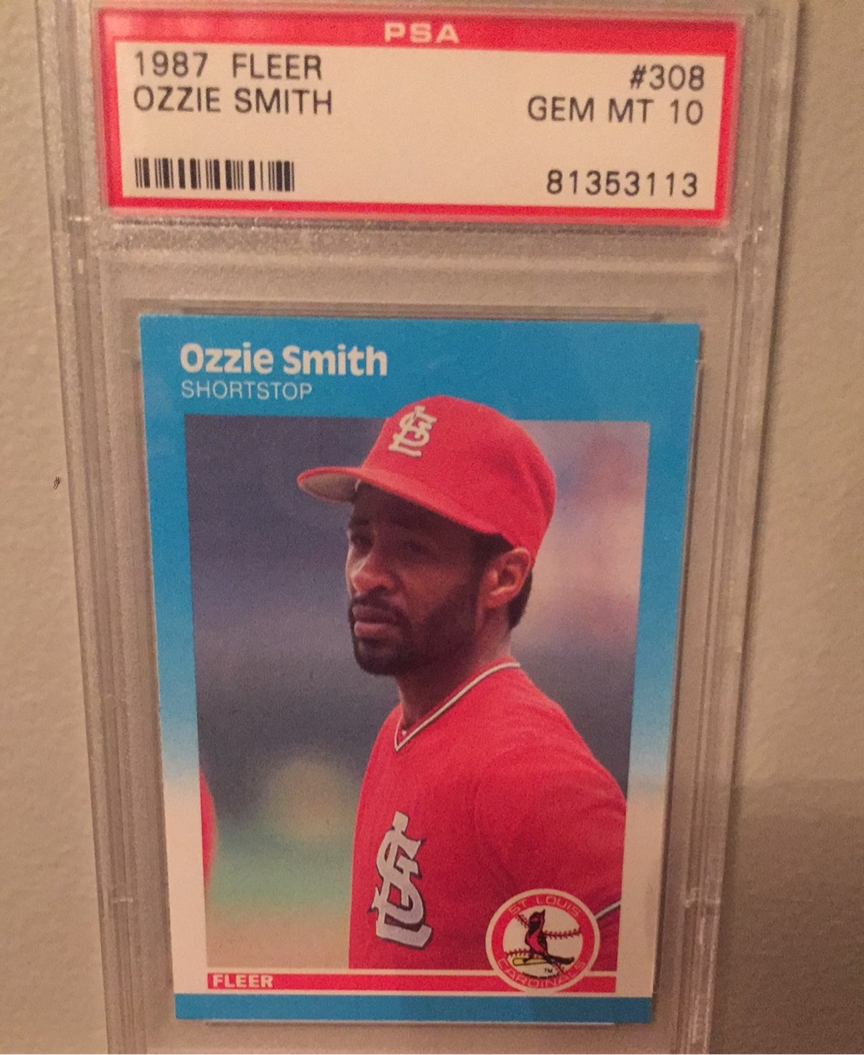 PSA
1987 FLEER #308
OZZIE SMITH GEM MT 10
81353113
Ozzie Smith
SHORTSTOP
STL
STL
ST. LOUIS
CARDINALS
TM
FLEER